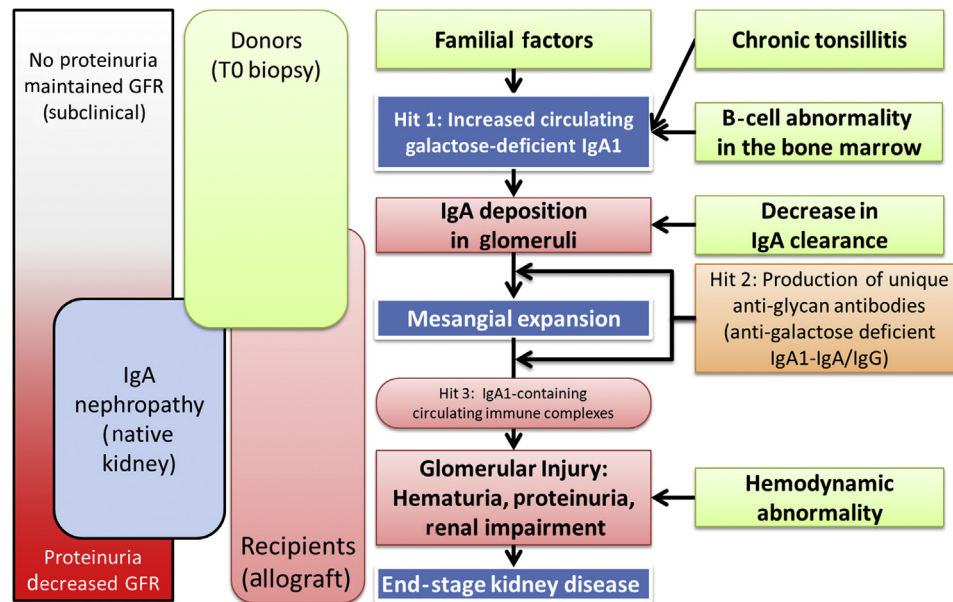 No proteinuria
maintained GFR
(subclinical)
Proteinuria
decreased GFR
IgA
nephropathy
(native
kidney)
Donors
(T0 biopsy)
Recipients
(allograft)
Familial factors
Hit 1: Increased circulating
galactose-deficient IgA1
IgA deposition
in glomeruli
Mesangial expansion
Hit 3: IgA1-containing
circulating immune complexes
Glomerular Injury:
Hematuria, proteinuria,
renal impairment
End-stage kidney disease
Chronic tonsillitis
B-cell abnormality
in the bone marrow
Decrease in
IgA clearance
Hit 2: Production of unique
anti-glycan antibodies
(anti-galactose deficient
IgA1-IgA/IgG)
Hemodynamic
abnormality